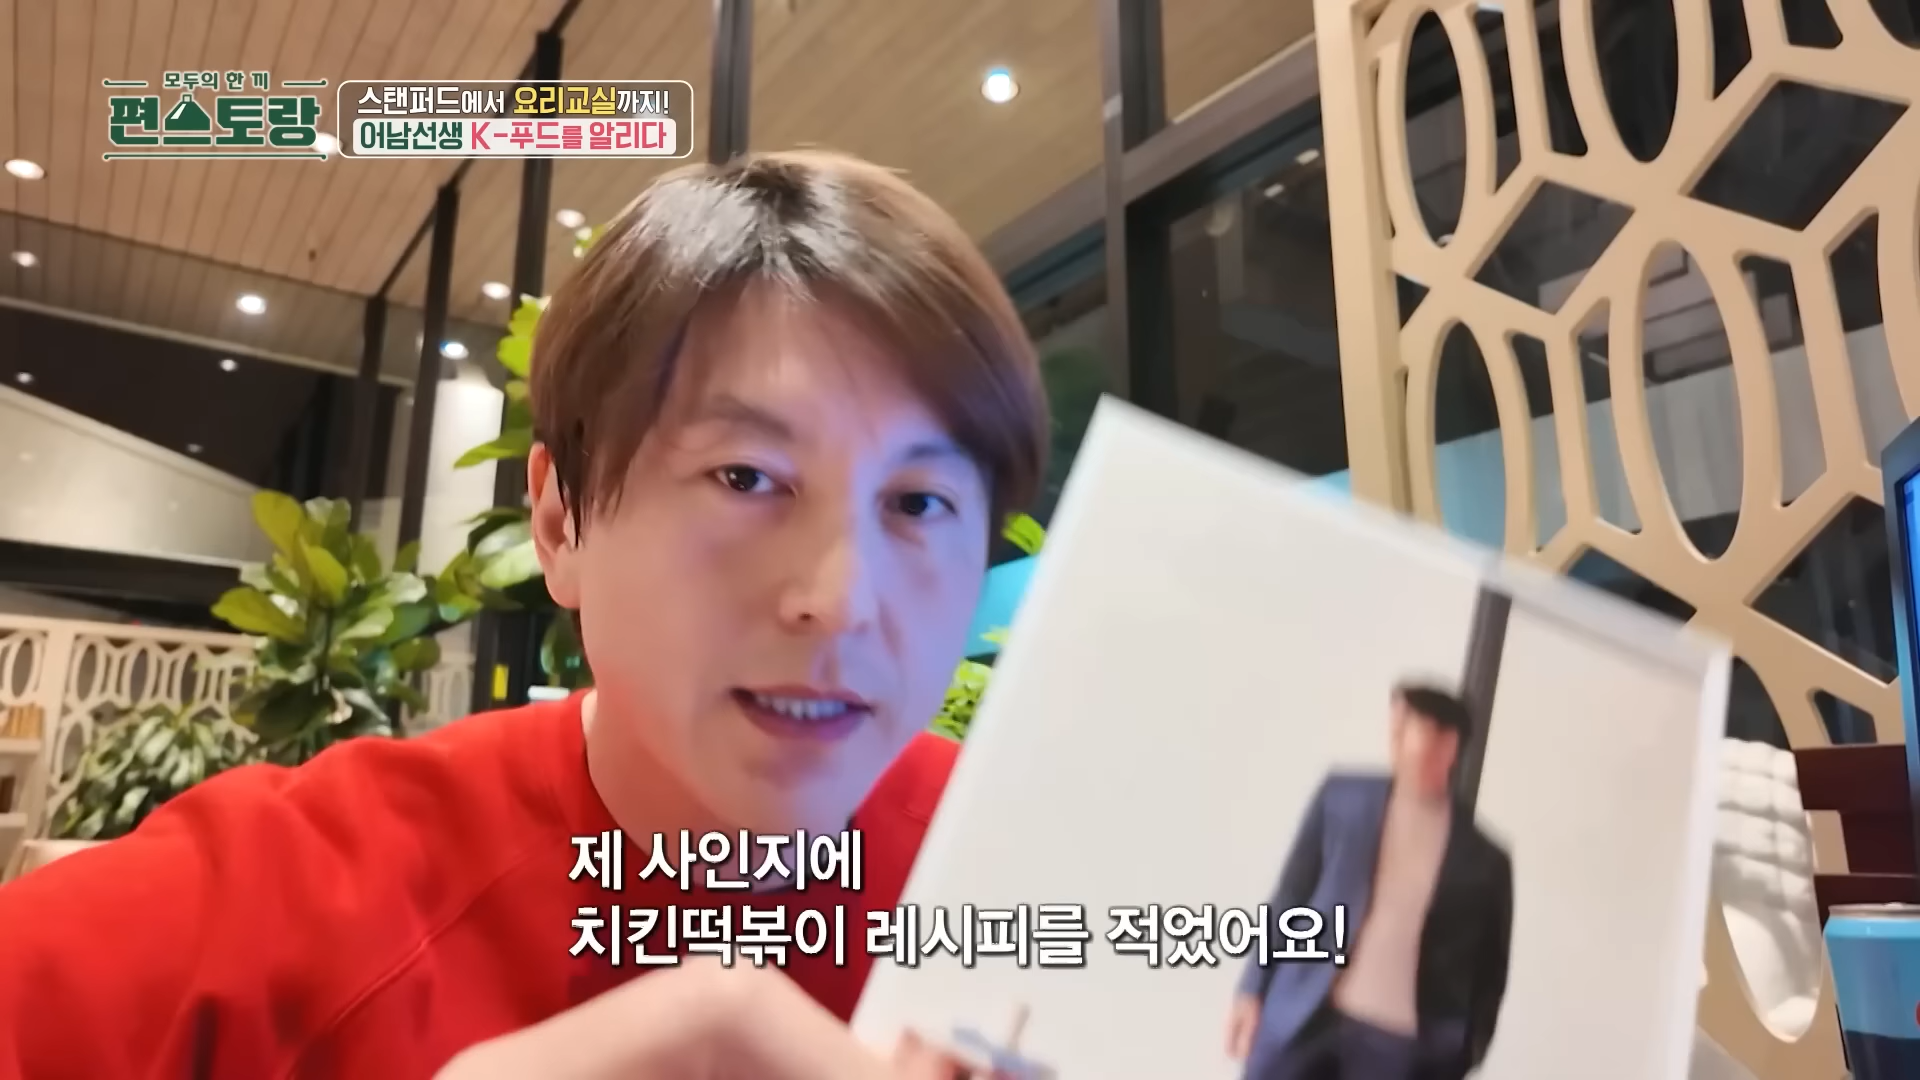 모두의 한 끼
편스토랑
스탠퍼드에서 요리교실까지!
어남선생 K-푸드를 알리다
제 사인지에
치킨떡볶이 레시피를 적었어요!